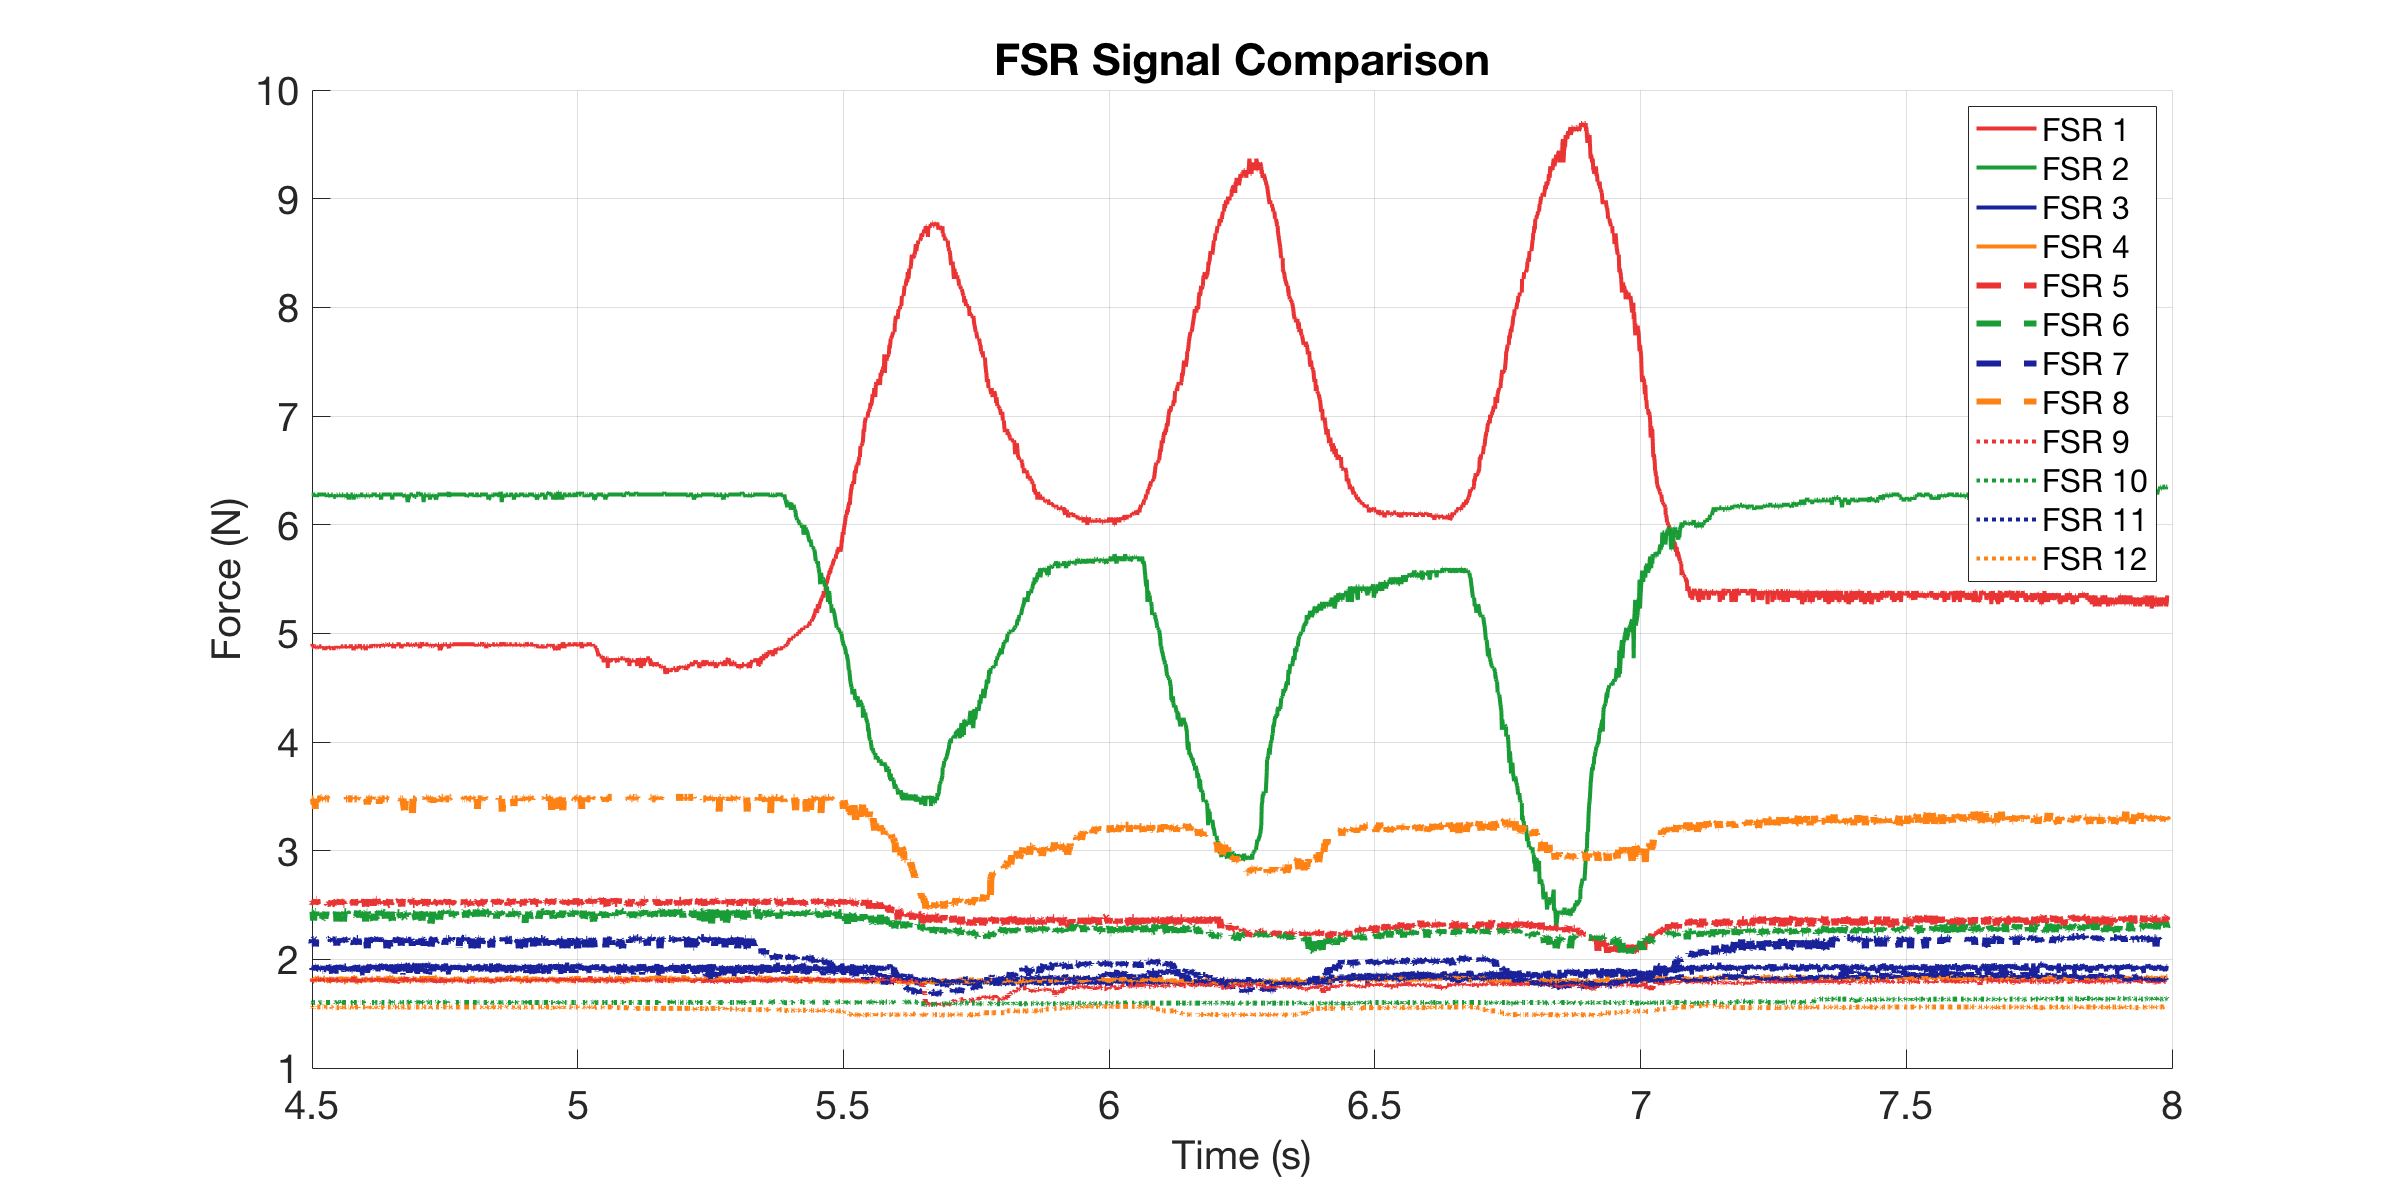 FSR Signal Comparison
10
9
8
7
6
5
4
3
2
1
Force (N)
4.5 5 5.5 6 6.5 7 7.5 8
Time (s)
FSR 1
FSR 2
FSR 3
FSR 4
FSR 5
FSR 6
FSR 7
FSR 8
FSR 9
FSR 10
FSR 11
FSR 12